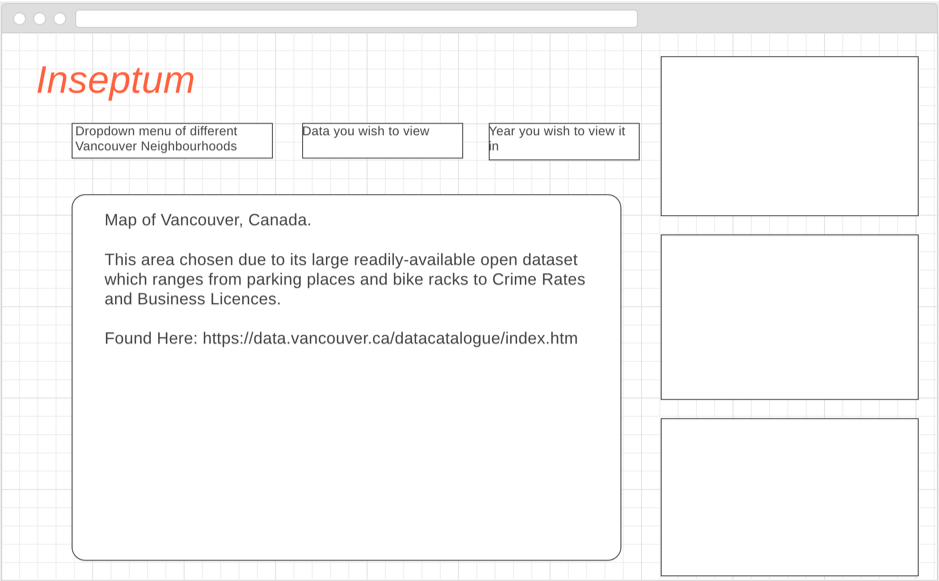 Inseptum
Dropdown menu of different
Vancouver Neighbourhoods
Data you wish to view
Year you wish to view it
in
Map of Vancouver, Canada.
This area chosen due to its large readily-available open dataset
which ranges from parking places and bike racks to Crime Rates
and Business Licences.
Found Here: https://data.vancouver.ca/datacatalogue/index.htm